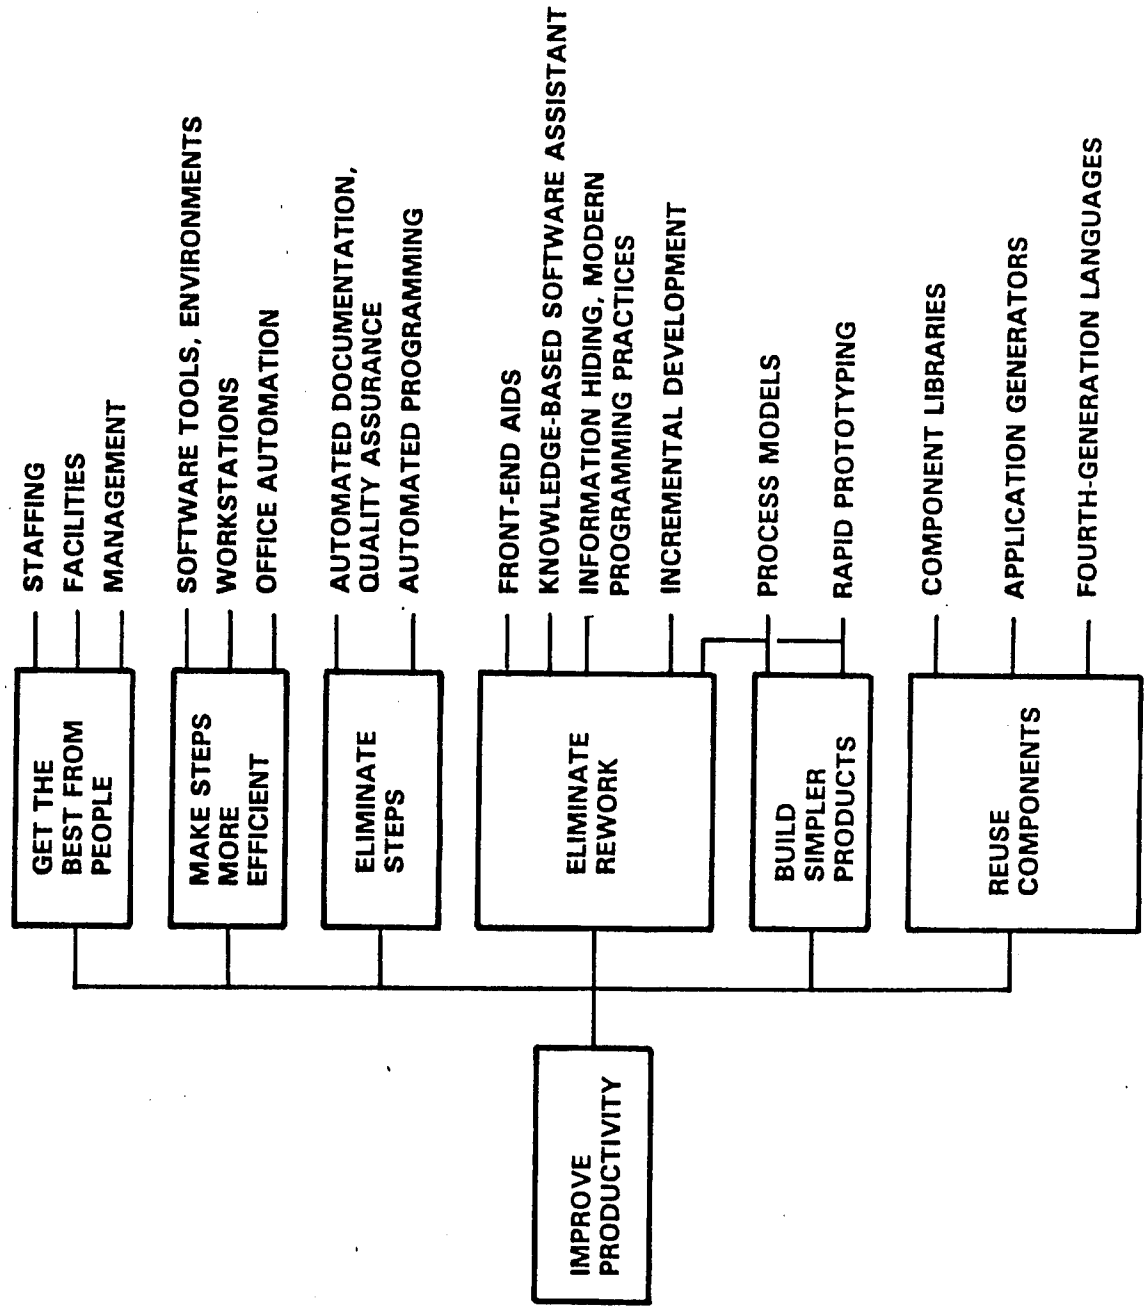 IMPROVE
PRODUCTIVITY
GET THE
BEST FROM
PEOPLE
STAFFING
FACILITIES
MANAGEMENT
MAKE STEPS
MORE
EFFICIENT
SOFTWARE TOOLS, ENVIRONMENTS
WORKSTATIONS
OFFICE AUTOMATION
ELIMINATE
STEPS
AUTOMATED DOCUMENTATION,
QUALITY ASSURANCE
AUTOMATED PROGRAMMING
ELIMINATE
REWORK
FRONT-END AIDS
KNOWLEDGE-BASED SOFTWARE ASSISTANT
INFORMATION HIDING, MODERN
PROGRAMMING PRACTICES
INCREMENTAL DEVELOPMENT
BUILD
SIMPLER
PRODUCTS
PROCESS MODELS
RAPID PROTOTYPING
REUSE
COMPONENTS
COMPONENT LIBRARIES
APPLICATION GENERATORS
FOURTH-GENERATION LANGUAGES